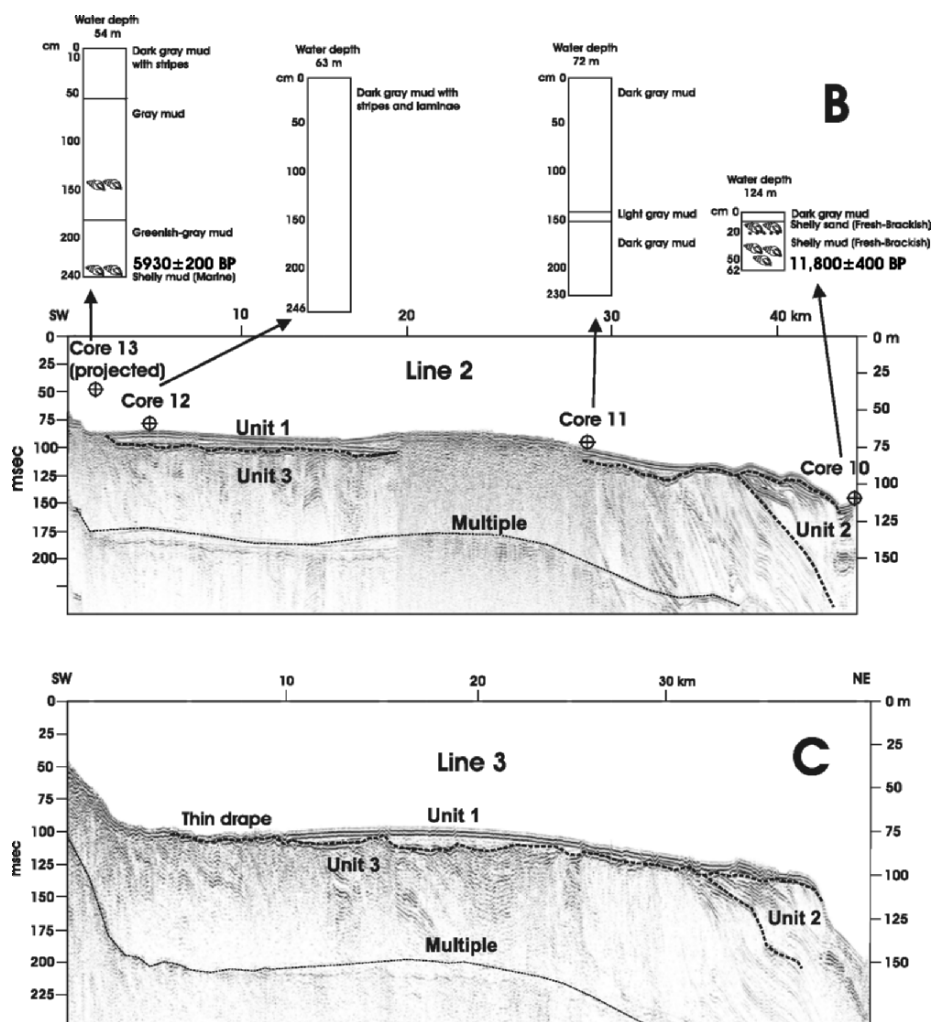 Water depth
54 m
cm 0
10
50
100
150
200
240
Dark gray mud
with stripes
Gray mud
Greenish-gray mud
5930±200 BP
Shelly mud (Marine)
Water depth
63 m
cm 0
50
100
150
200
246
Dark gray mud with
stripes and laminae
Water depth
72 m
cm 0
50
100
150
200
230
Dark gray mud
Light gray mud
Dark gray mud
B
Water depth
124 m
cm 0
20
50
62
Dark gray mud
Shelly sand (Fresh-Brackish)
Shelly mud (Fresh-Brackish)
11,800±400 BP
SW
10
20
30
40 km
0
25
50
75
100
125
150
175
200
msec
0 m
25
50
75
100
125
150
Core 13
(projected)
Line 2
Core 12
Core 11
Unit 1
Core 10
Unit 3
Multiple
Unit 2
SW
10
20
30 km
NE
0
25
50
75
100
125
150
175
200
225
msec
0 m
25
50
75
100
125
150
Line 3
C
Thin drape
Unit 1
Unit 3
Unit 2
Multiple